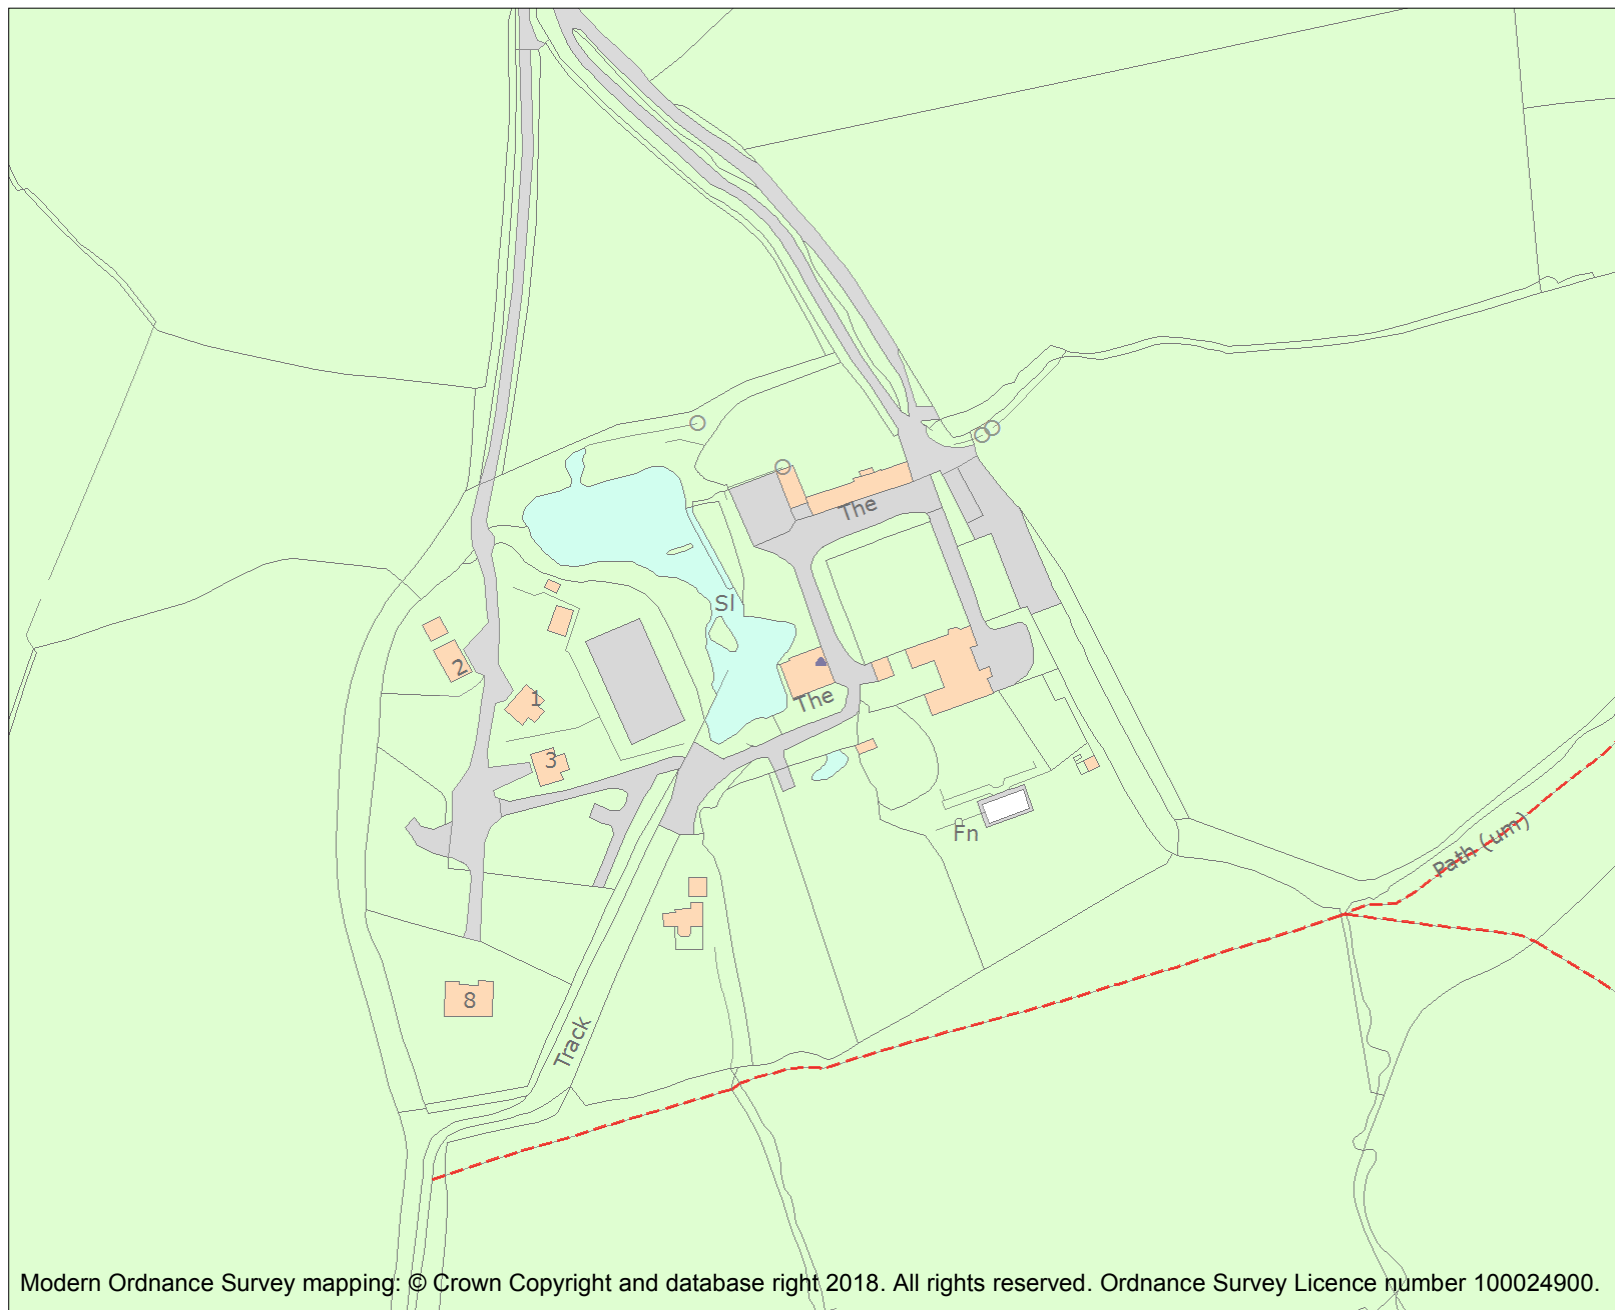 The
Sl
2
1
The
3
Fn
Path (um)
8
Track
Modern Ordnance Survey mapping: © Crown Copyright and database right 2018. All rights reserved. Ordnance Survey Licence number 100024900.